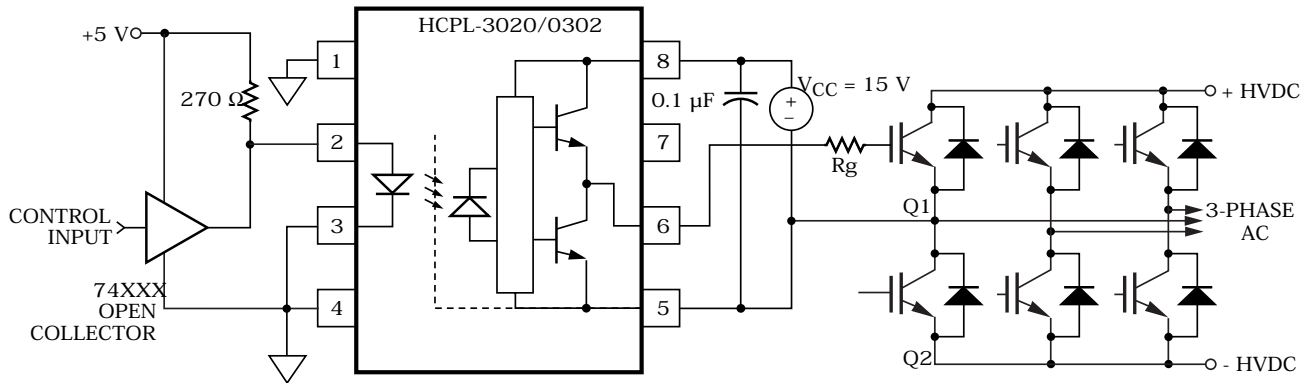 HCPL-3020/0302
+5 V
270 Ω
1
2
3
4
8
7
6
5
0.1 µF
VCC = 15 V
+
–
Rg
+ HVDC
CONTROL
INPUT
74XXX
OPEN
COLLECTOR
Q1
3-PHASE
AC
Q2
- HVDC